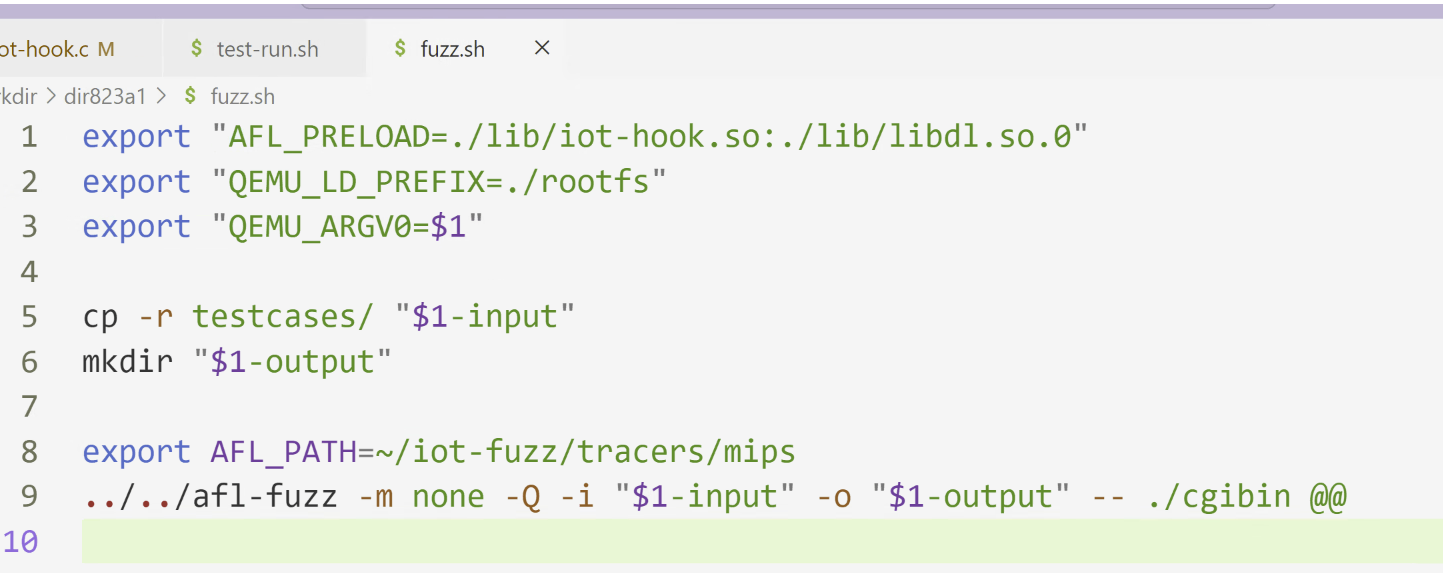 ot-hook.c M $ test-run.sh $ fuzz.sh ×
kdir > dir823a1 > $ fuzz.sh
1 export "AFL_PRELOAD=./lib/iot-hook.so:./lib/libdl.so.0"
2 export "QEMU_LD_PREFIX=./rootfs"
3 export "QEMU_ARGV0=$1"
4
5 cp -r testcases/ "$1-input"
6 mkdir "$1-output"
7
8 export AFL_PATH=~/iot-fuzz/tracers/mips
9 ../../afl-fuzz -m none -Q -i "$1-input" -o "$1-output" -- ./cgibin @@
10